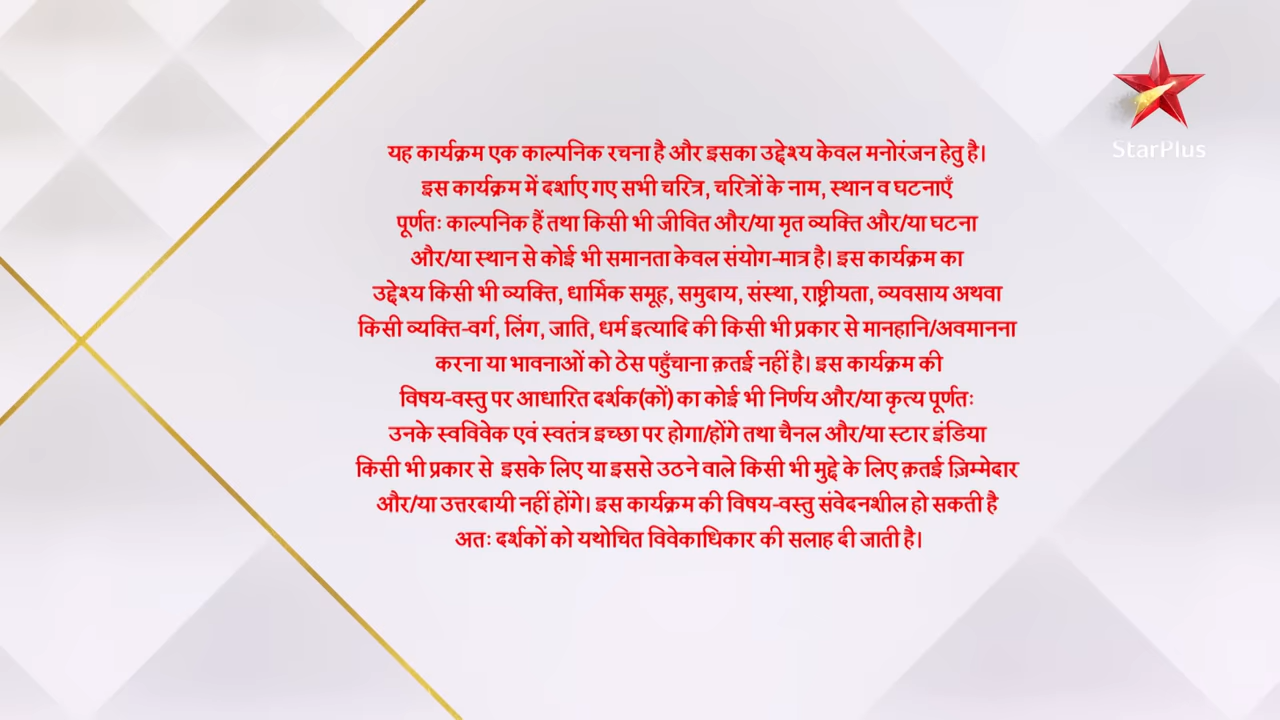 StarPlus
यह कार्यक्रम एक काल्पनिक रचना है और इसका उद्देश्य केवल मनोरंजन हेतु है।
इस कार्यक्रम में दर्शाए गए सभी चरित्र, चरित्रों के नाम, स्थान व घटनाएँ
पूर्णतः काल्पनिक हैं तथा किसी भी जीवित और/या मृत व्यक्ति और/या घटना
और/या स्थान से कोई भी समानता केवल संयोग-मात्र है। इस कार्यक्रम का
उद्देश्य किसी भी व्यक्ति, धार्मिक समूह, समुदाय, संस्था, राष्ट्रीयता, व्यवसाय अथवा
किसी व्यक्ति-वर्ग, लिंग, जाति, धर्म इत्यादि की किसी भी प्रकार से मानहानि/अवमानना
करना या भावनाओं को ठेस पहुँचाना क़तई नहीं है। इस कार्यक्रम की
विषय-वस्तु पर आधारित दर्शक(कों) का कोई भी निर्णय और/या कृत्य पूर्णतः
उनके स्वविवेक एवं स्वतंत्र इच्छा पर होगा/होंगे तथा चैनल और/या स्टार इंडिया
किसी भी प्रकार से इसके लिए या इससे उठने वाले किसी भी मुद्दे के लिए क़तई ज़िम्मेदार
और/या उत्तरदायी नहीं होंगे। इस कार्यक्रम की विषय-वस्तु संवेदनशील हो सकती है
अतः दर्शकों को यथोचित विवेकाधिकार की सलाह दी जाती है।